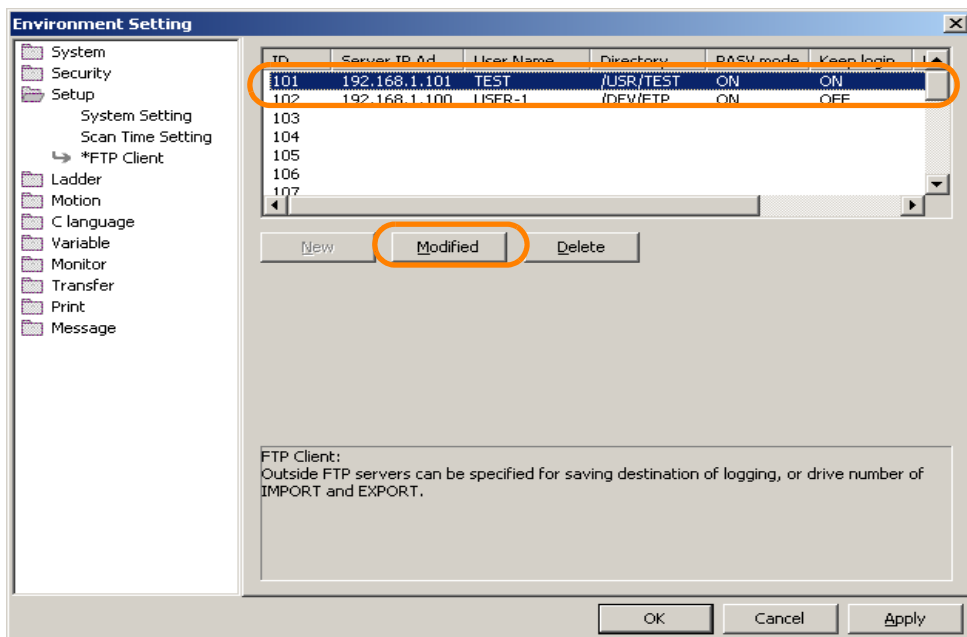 Environment Setting
System
Security
Setup
System Setting
Scan Time Setting
*FTP Client
Ladder
Motion
C language
Variable
Monitor
Transfer
Print
Message
ID Server IP Ad User Name Directory PASV mode Keep login
101 192.168.1.101 TEST /USR/TEST ON ON
102 192.168.1.100 USER-1 /DEV/FTP ON OFF
103
104
105
106
107
New Modified Delete
FTP Client:
Outside FTP servers can be specified for saving destination of logging, or drive number of
IMPORT and EXPORT.
OK Cancel Apply